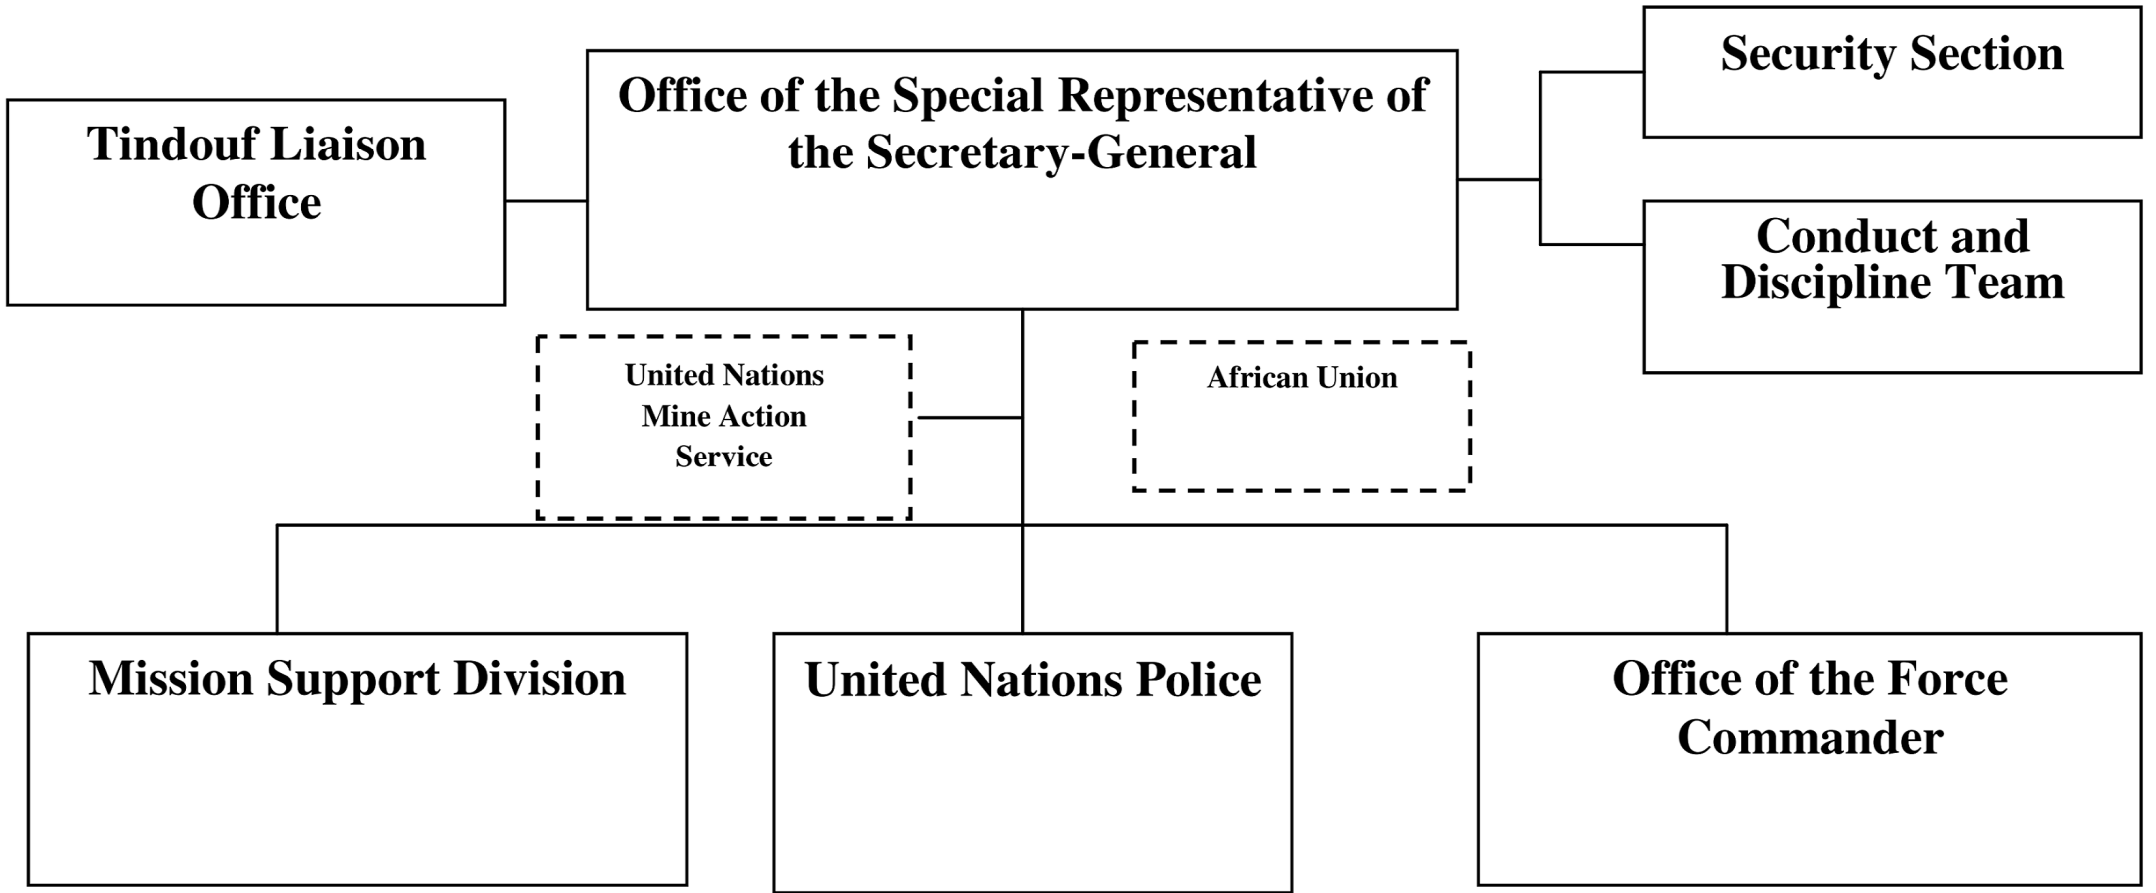 Security Section
Office of the Special Representative of
the Secretary-General
Tindouf Liaison
Office
Conduct and
Discipline Team
United Nations
Mine Action
Service
African Union
Mission Support Division
United Nations Police
Office of the Force
Commander